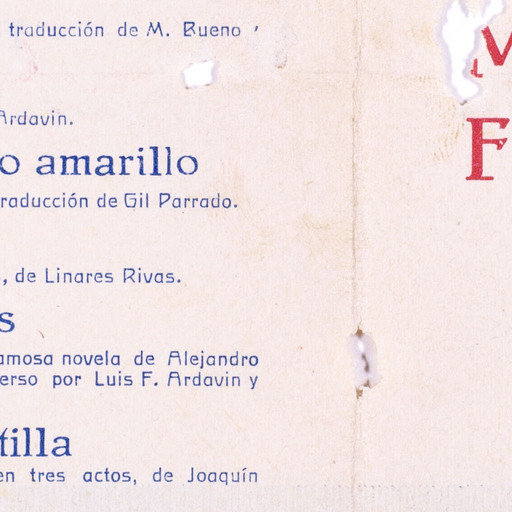 traducción de M. Bueno
Ardavin.
o amarillo
raducción de Gil Parrado.
, de Linares Rivas.
s
amosa novela de Alejandro
erso por Luis F. Ardavin y
tilla
en tres actos, de Joaquín
M
F